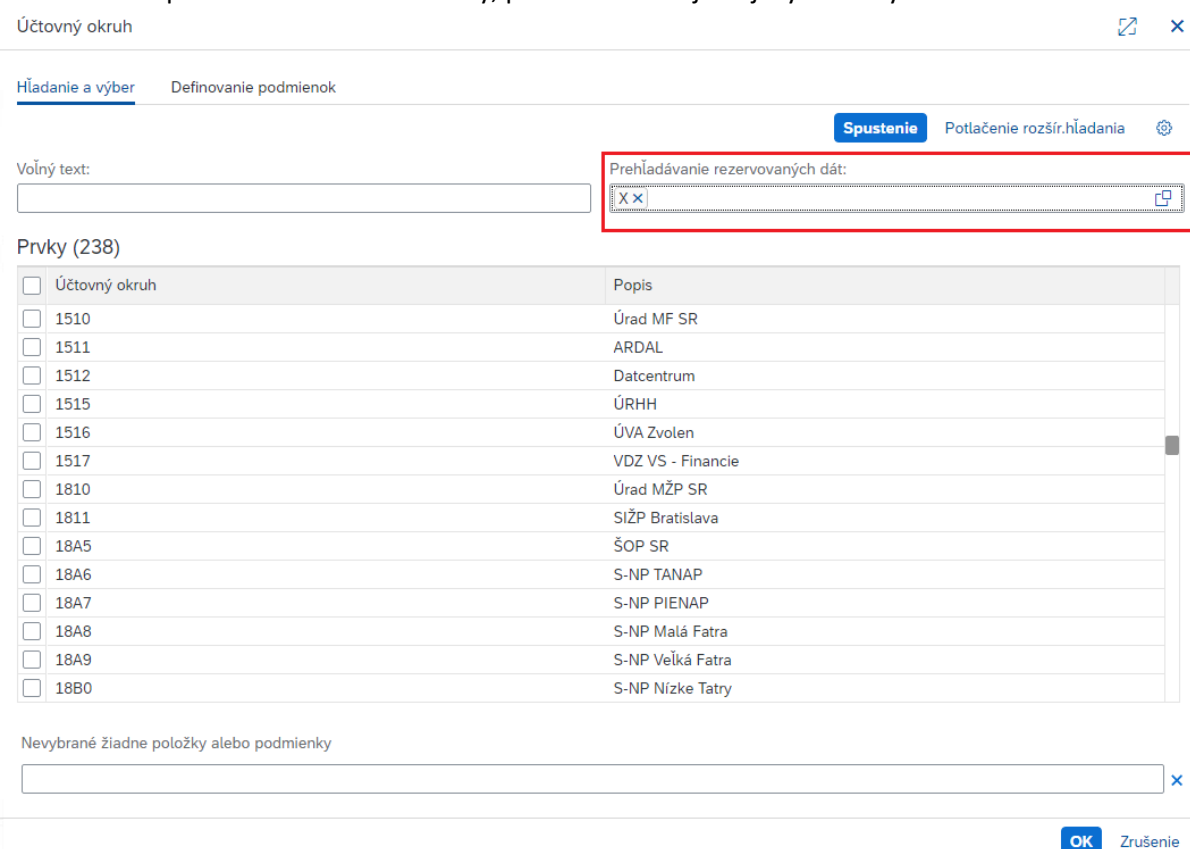 Účtovný okruh
Hľadanie a výber Definovanie podmienok
Spustenie Potlačenie rozšír.hľadania
Voľný text: Prehľadávanie rezervovaných dát:
X
Prvky (238)
Účtovný okruh Popis
1510 Úrad MF SR
1511 ARDAL
1512 Datcentrum
1515 ÚRHH
1516 ÚVA Zvolen
1517 VDZ VS - Financie
1810 Úrad MŽP SR
1811 SIŽP Bratislava
18A5 ŠOP SR
18A6 S-NP TANAP
18A7 S-NP PIENAP
18A8 S-NP Malá Fatra
18A9 S-NP Veľká Fatra
18B0 S-NP Nízke Tatry
Nevybrané žiadne položky alebo podmienky
OK Zrušenie